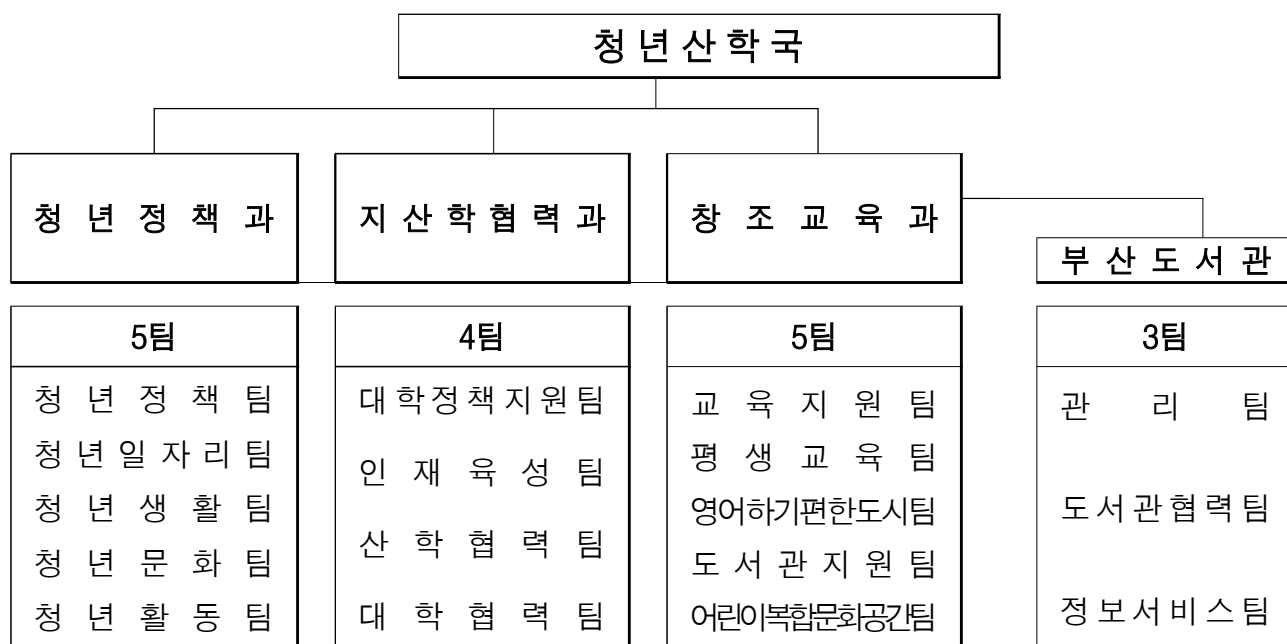 청년산학국
청년정책과
지산학협력과
창조교육과
부산도서관
5팀
청년정책팀
청년일자리팀
청년생활팀
청년문화팀
청년활동팀
4팀
대학정책지원팀
인재육성팀
산학협력팀
대학협력팀
5팀
교육지원팀
평생교육팀
영어하기편한도시팀
도서관지원팀
어린이복합문화공간팀
3팀
관리팀
도서관협력팀
정보서비스팀